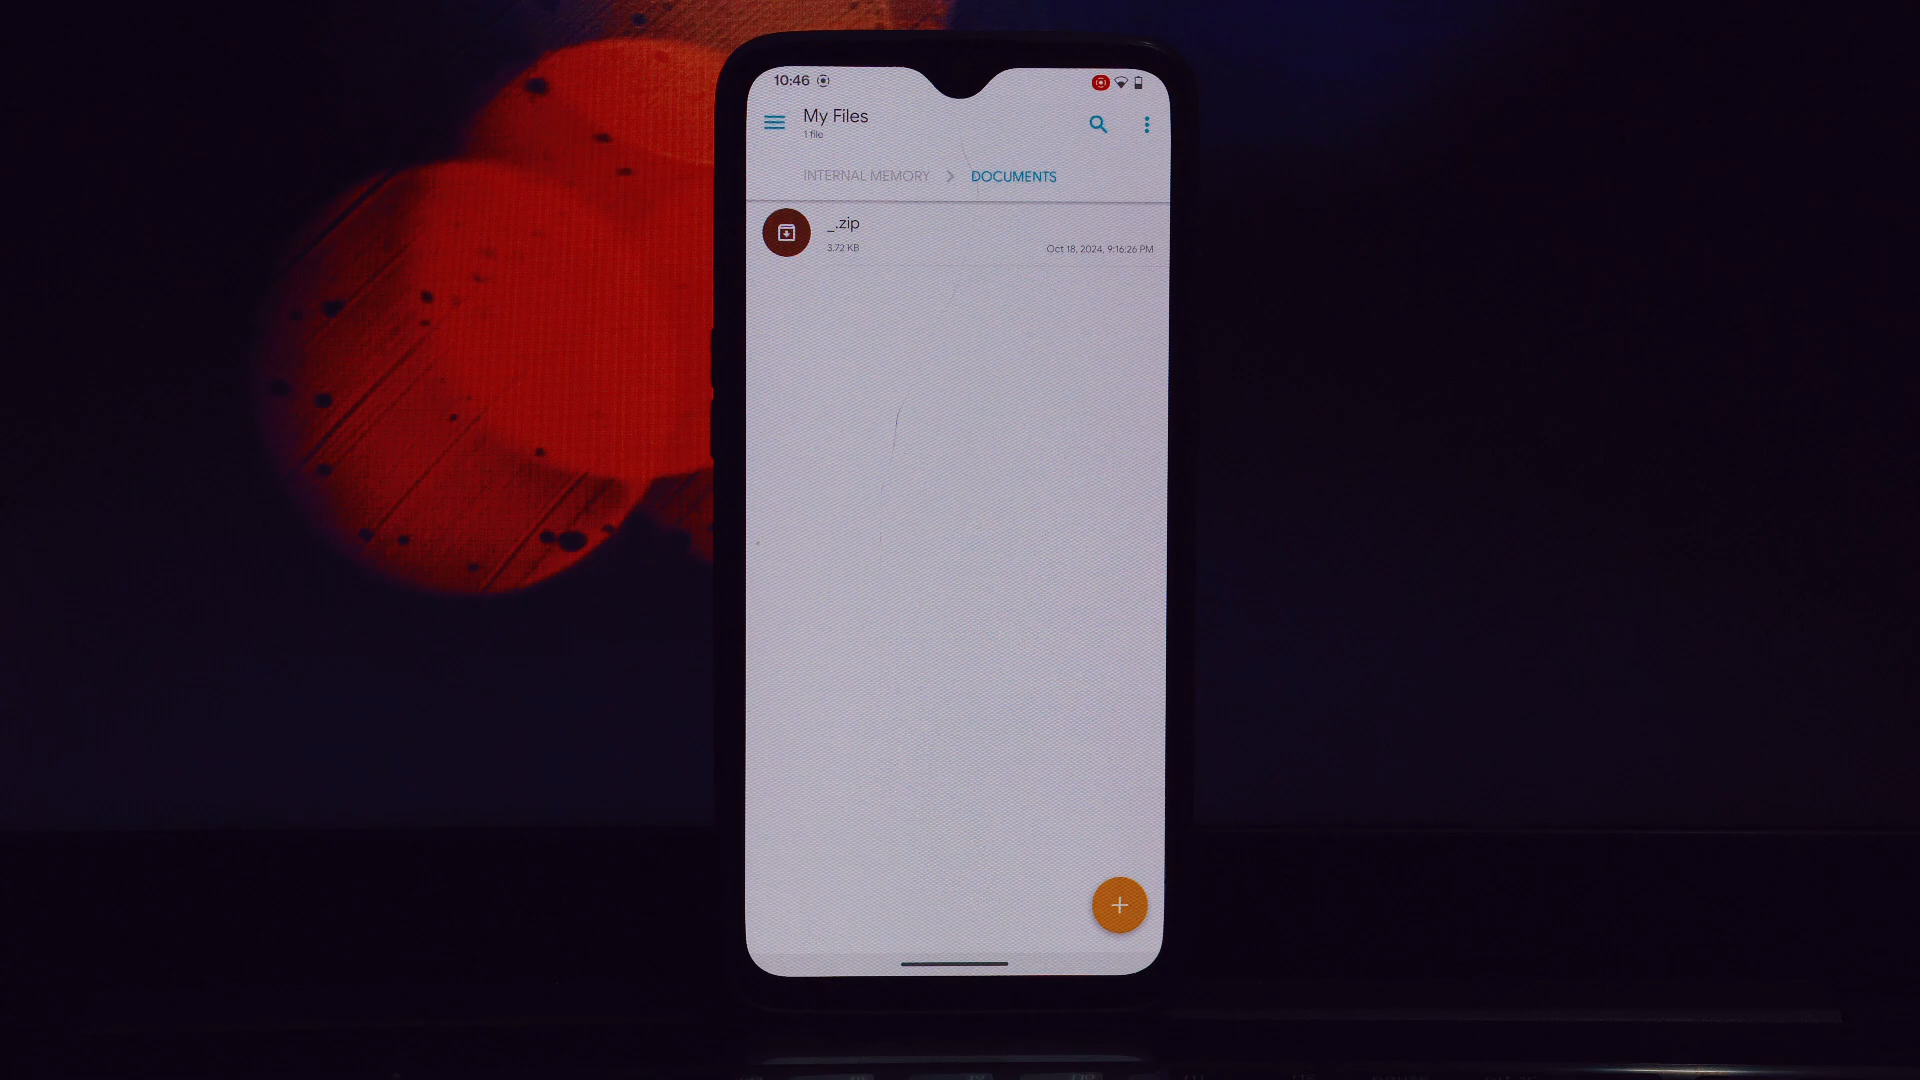 10:46
My Files
1 file
INTERNAL MEMORY > DOCUMENTS
_.zip
3.72 KB
Oct 18, 2024, 9:16:26 PM